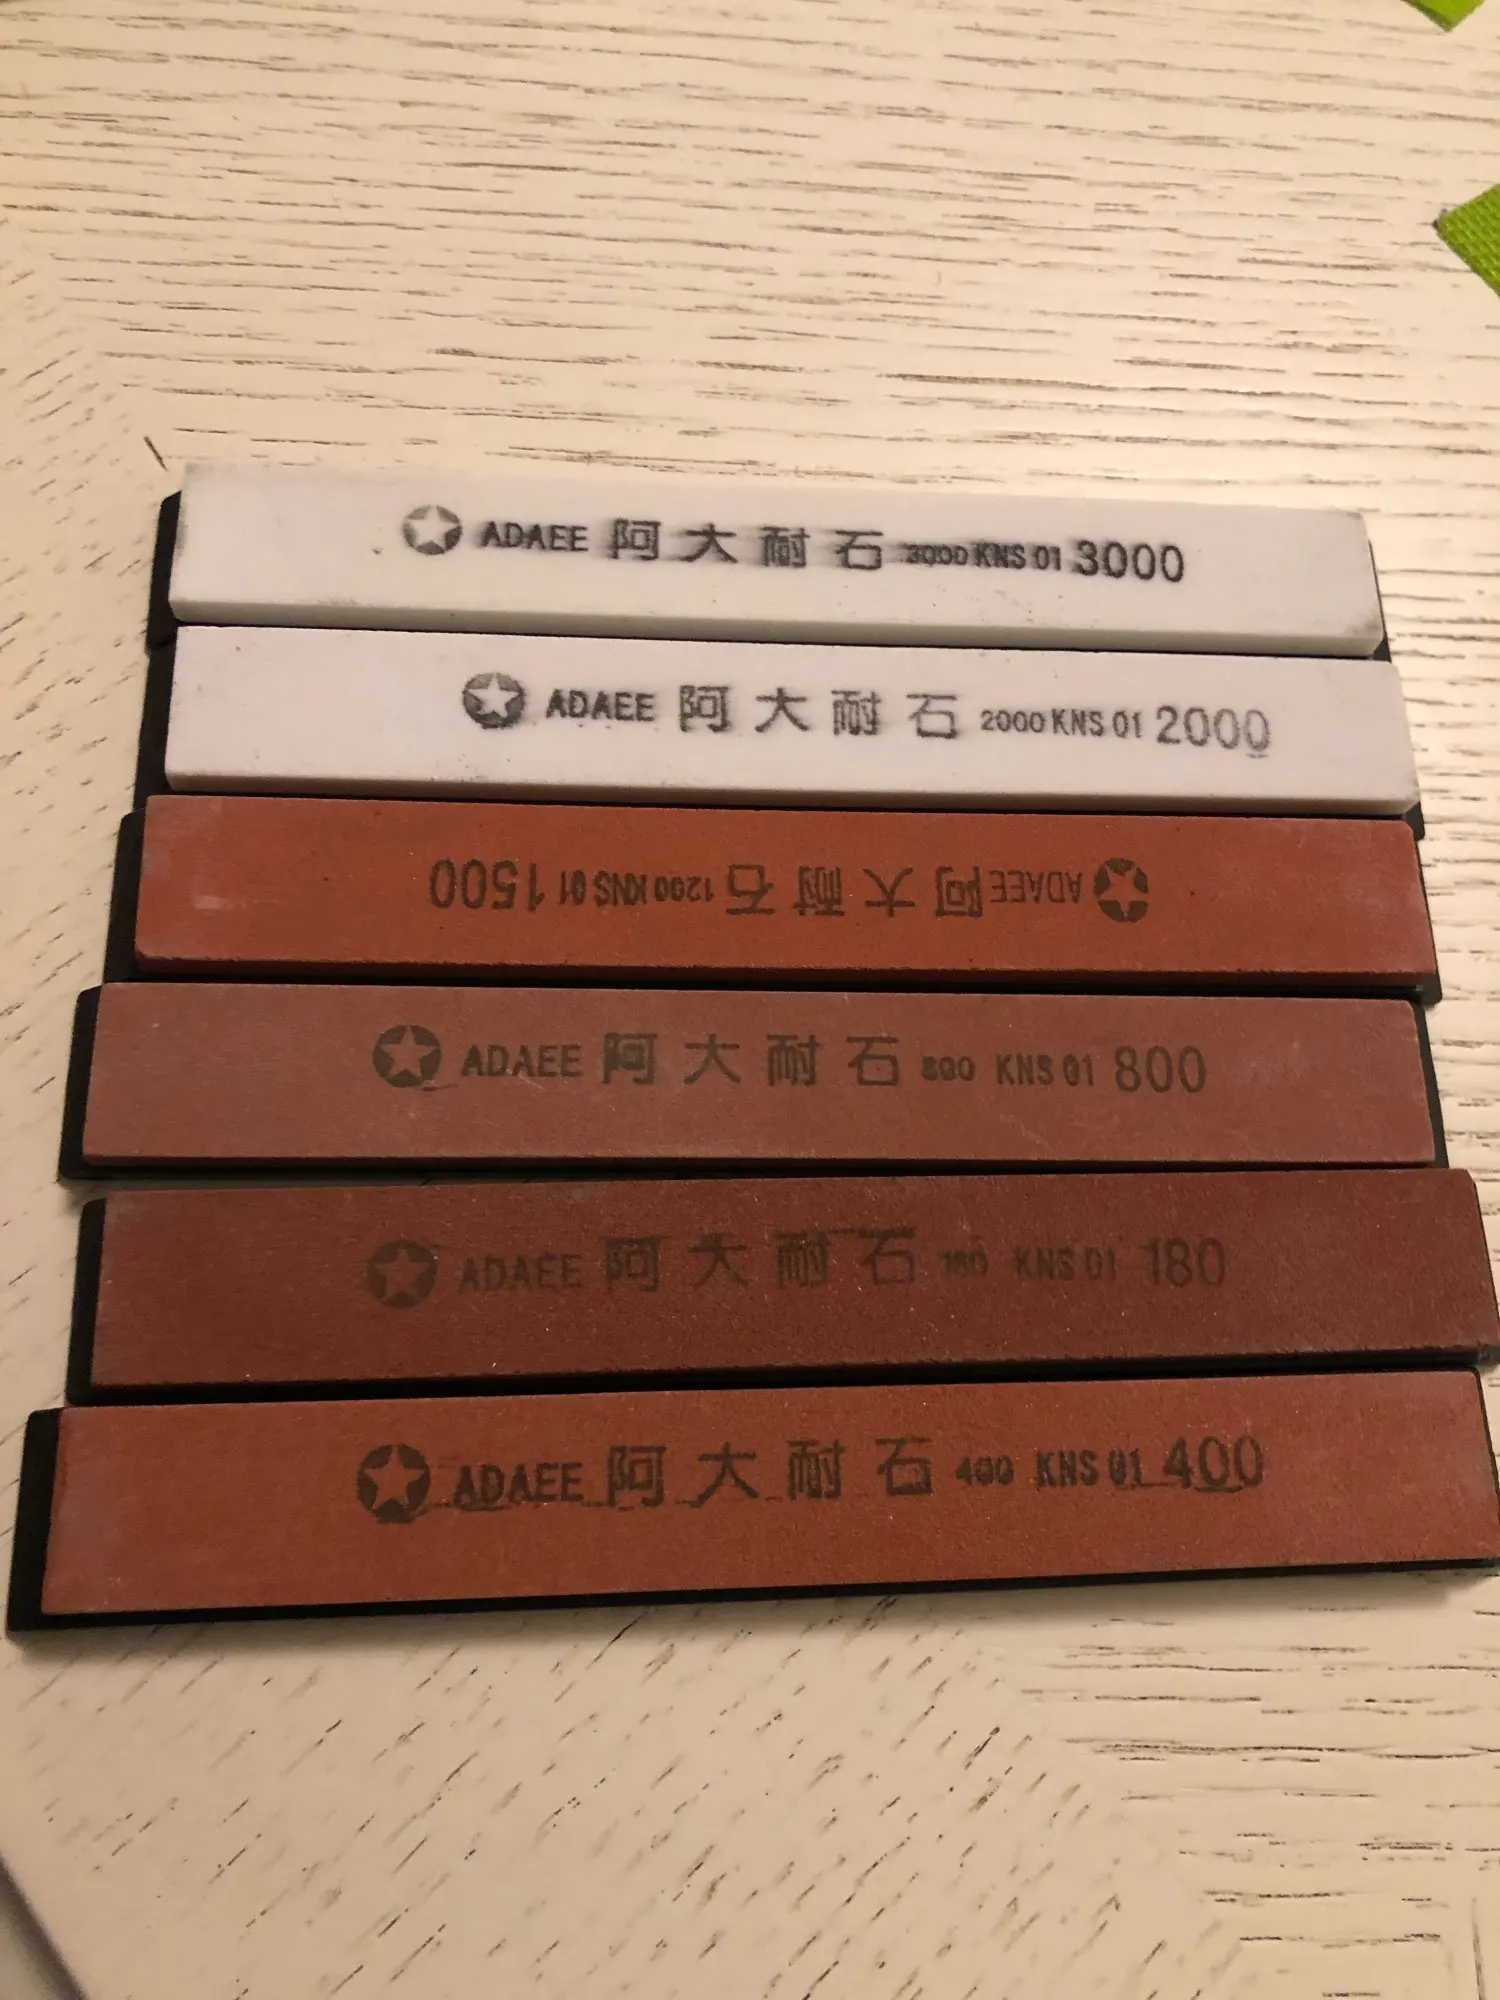 ADAEE 阿大耐石 3000 KNS 01 3000
ADAEE 阿大耐石 2000 KNS 01 2000
ADAEE 阿大耐石 1200 KNS 01 1500
ADAEE 阿大耐石 800 KNS 01 800
ADAEE 阿大耐石 180 KNS 01 180
ADAEE 阿大耐石 400 KNS 01 400